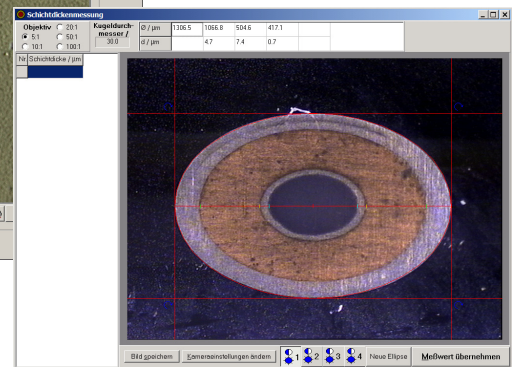 Schichtdickenmessung
Objektiv
5:1
20:1
50:1
10:1
100:1
Kugeldurch-
messer /
30.0
Ø / µm 1306.5 1066.8 504.6 417.1
d / µm 4.7 7.4 0.7
Nr. Schichtdicke / µm
Bild speichern Kameraeinstellungen ändern 1 2 3 4 Neue Ellipse Meßwert übernehmen